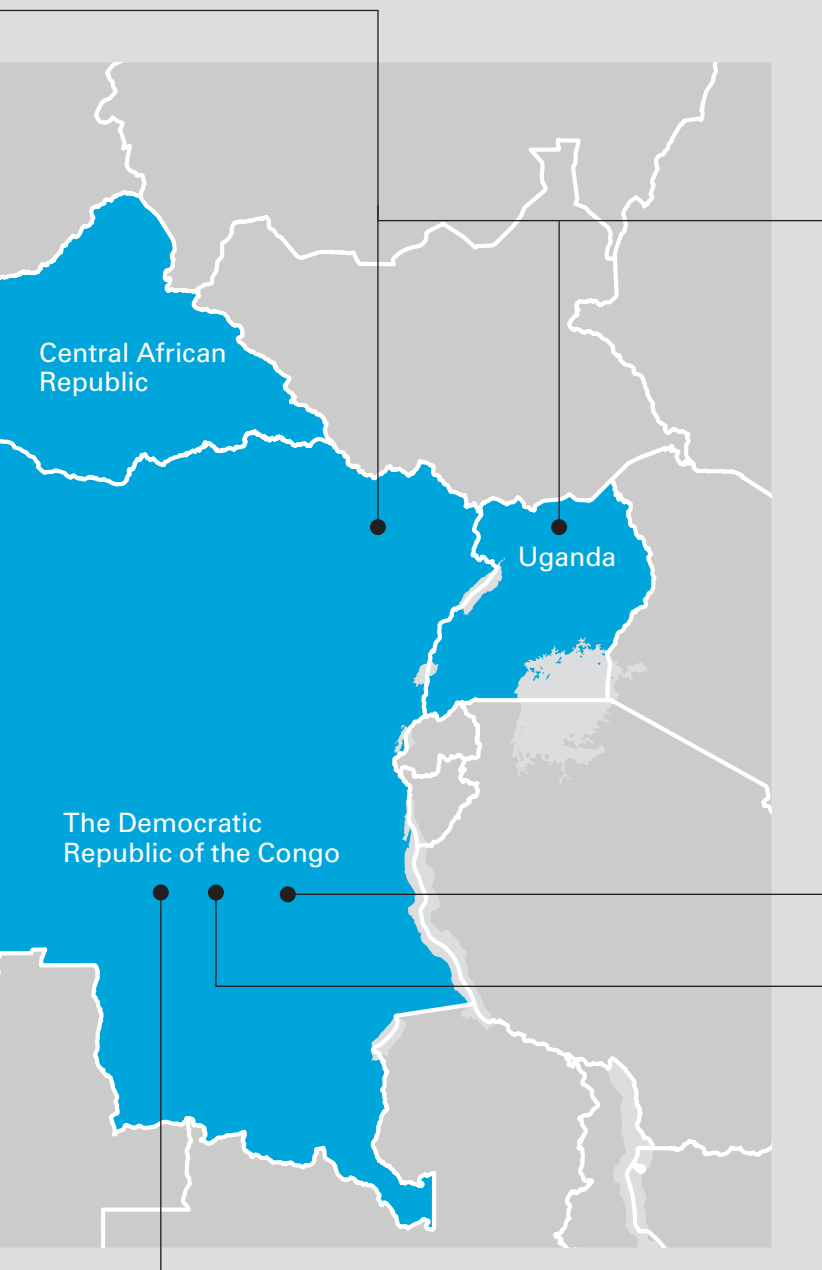 Central African
Republic
Uganda
The Democratic
Republic of the Congo